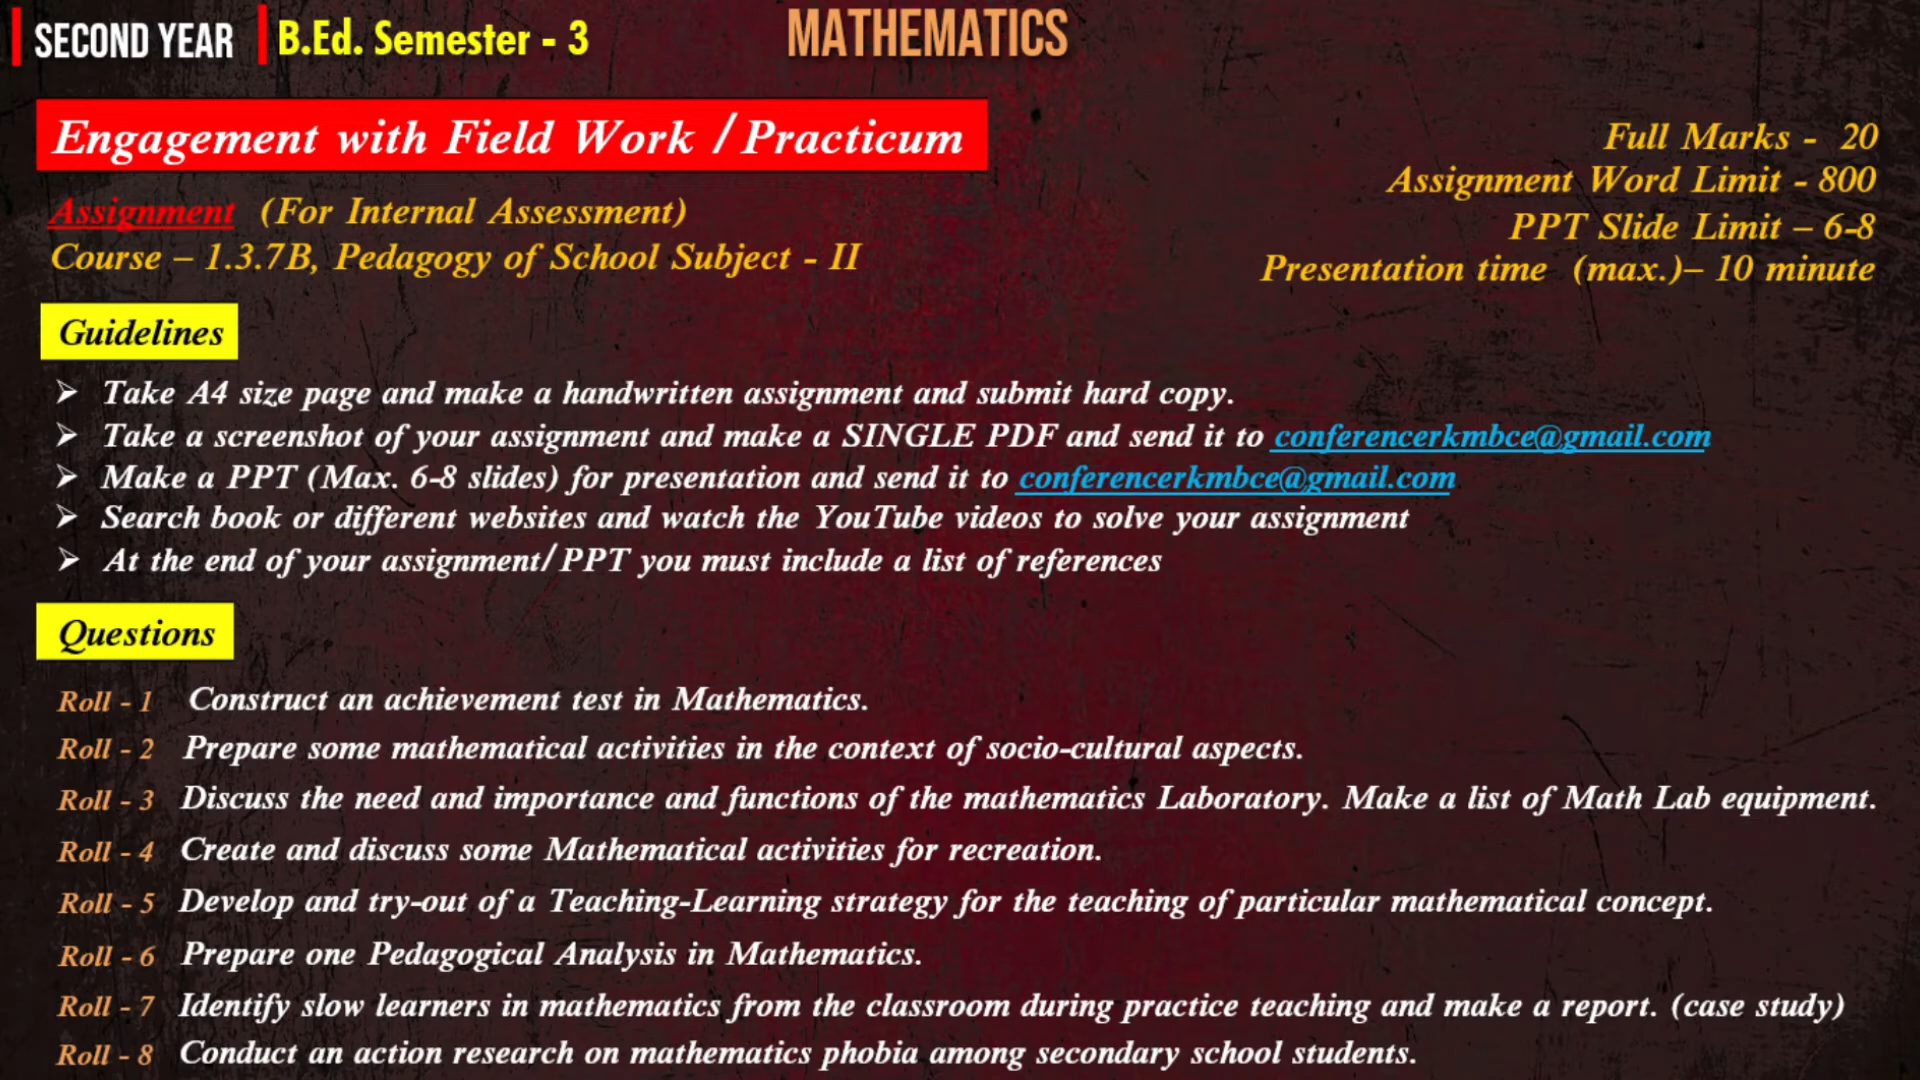 SECOND YEAR B.Ed. Semester - 3 MATHEMATICS
Engagement with Field Work / Practicum
Full Marks - 20
Assignment Word Limit - 800
PPT Slide Limit – 6-8
Presentation time (max.)– 10 minute
Assignment (For Internal Assessment)
Course – 1.3.7B, Pedagogy of School Subject - II
Guidelines
➢ Take A4 size page and make a handwritten assignment and submit hard copy.
➢ Take a screenshot of your assignment and make a SINGLE PDF and send it to conferencerkmbce@gmail.com
➢ Make a PPT (Max. 6-8 slides) for presentation and send it to conferencerkmbce@gmail.com
➢ Search book or different websites and watch the YouTube videos to solve your assignment
➢ At the end of your assignment/ PPT you must include a list of references
Questions
Roll - 1 Construct an achievement test in Mathematics.
Roll - 2 Prepare some mathematical activities in the context of socio-cultural aspects.
Roll - 3 Discuss the need and importance and functions of the mathematics Laboratory. Make a list of Math Lab equipment.
Roll - 4 Create and discuss some Mathematical activities for recreation.
Roll - 5 Develop and try-out of a Teaching-Learning strategy for the teaching of particular mathematical concept.
Roll - 6 Prepare one Pedagogical Analysis in Mathematics.
Roll - 7 Identify slow learners in mathematics from the classroom during practice teaching and make a report. (case study)
Roll - 8 Conduct an action research on mathematics phobia among secondary school students.